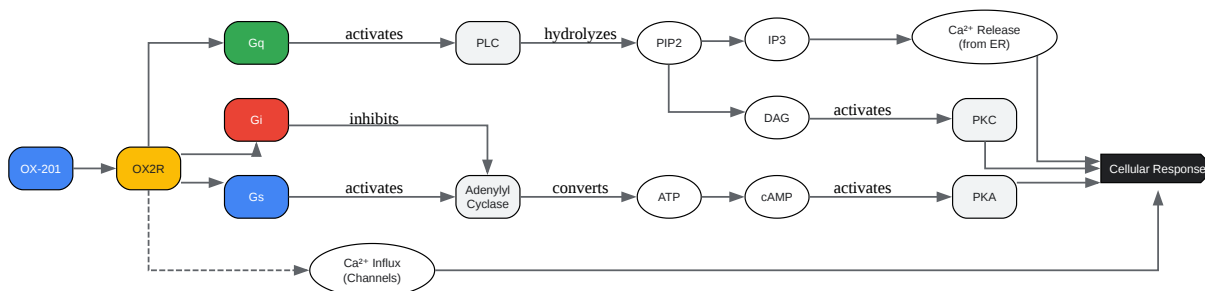 Gq
activates
PLC
hydrolyzes
PIP2
IP3
Ca²⁺ Release
(from ER)
Gi
inhibits
DAG
activates
PKC
OX-201
OX2R
Cellular Response
Gs
activates
Adenylyl
Cyclase
converts
ATP
cAMP
activates
PKA
Ca²⁺ Influx
(Channels)